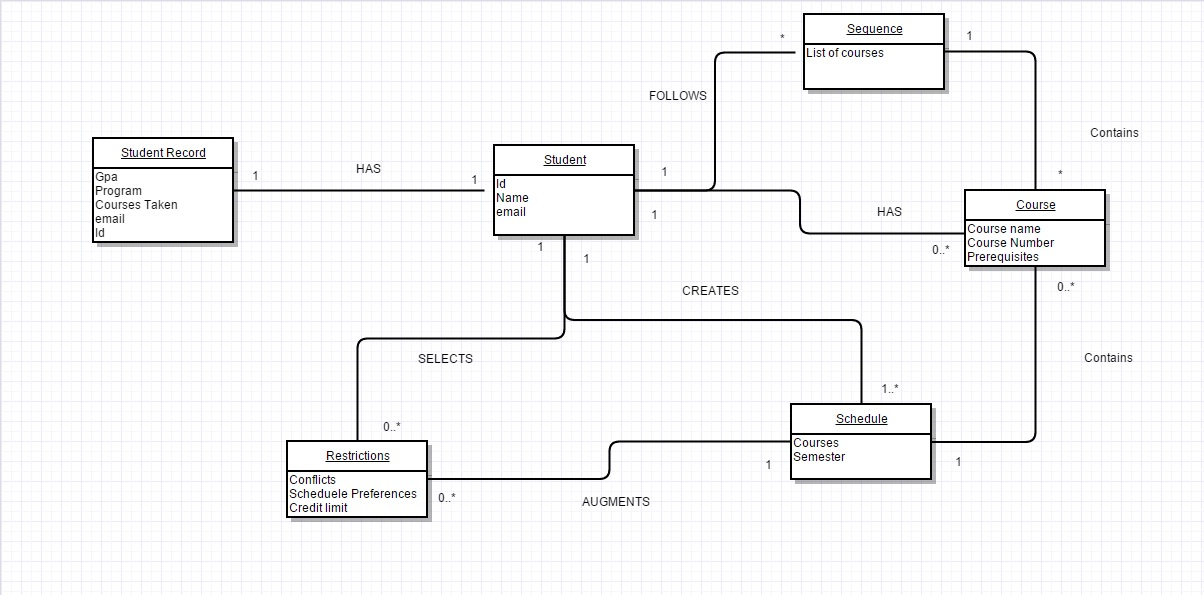 Sequence
List of courses
*
1
FOLLOWS
Contains
*
Student Record
Gpa
Program
Courses Taken
email
Id
1
HAS
1
Student
Id
Name
email
1
1
HAS
0..*
Course
Course name
Course Number
Prerequisites
0..*
1
1
CREATES
SELECTS
Contains
1..*
0..*
Schedule
Courses
Semester
1
1
Restrictions
Conflicts
Scheduele Preferences
Credit limit
0..*
AUGMENTS